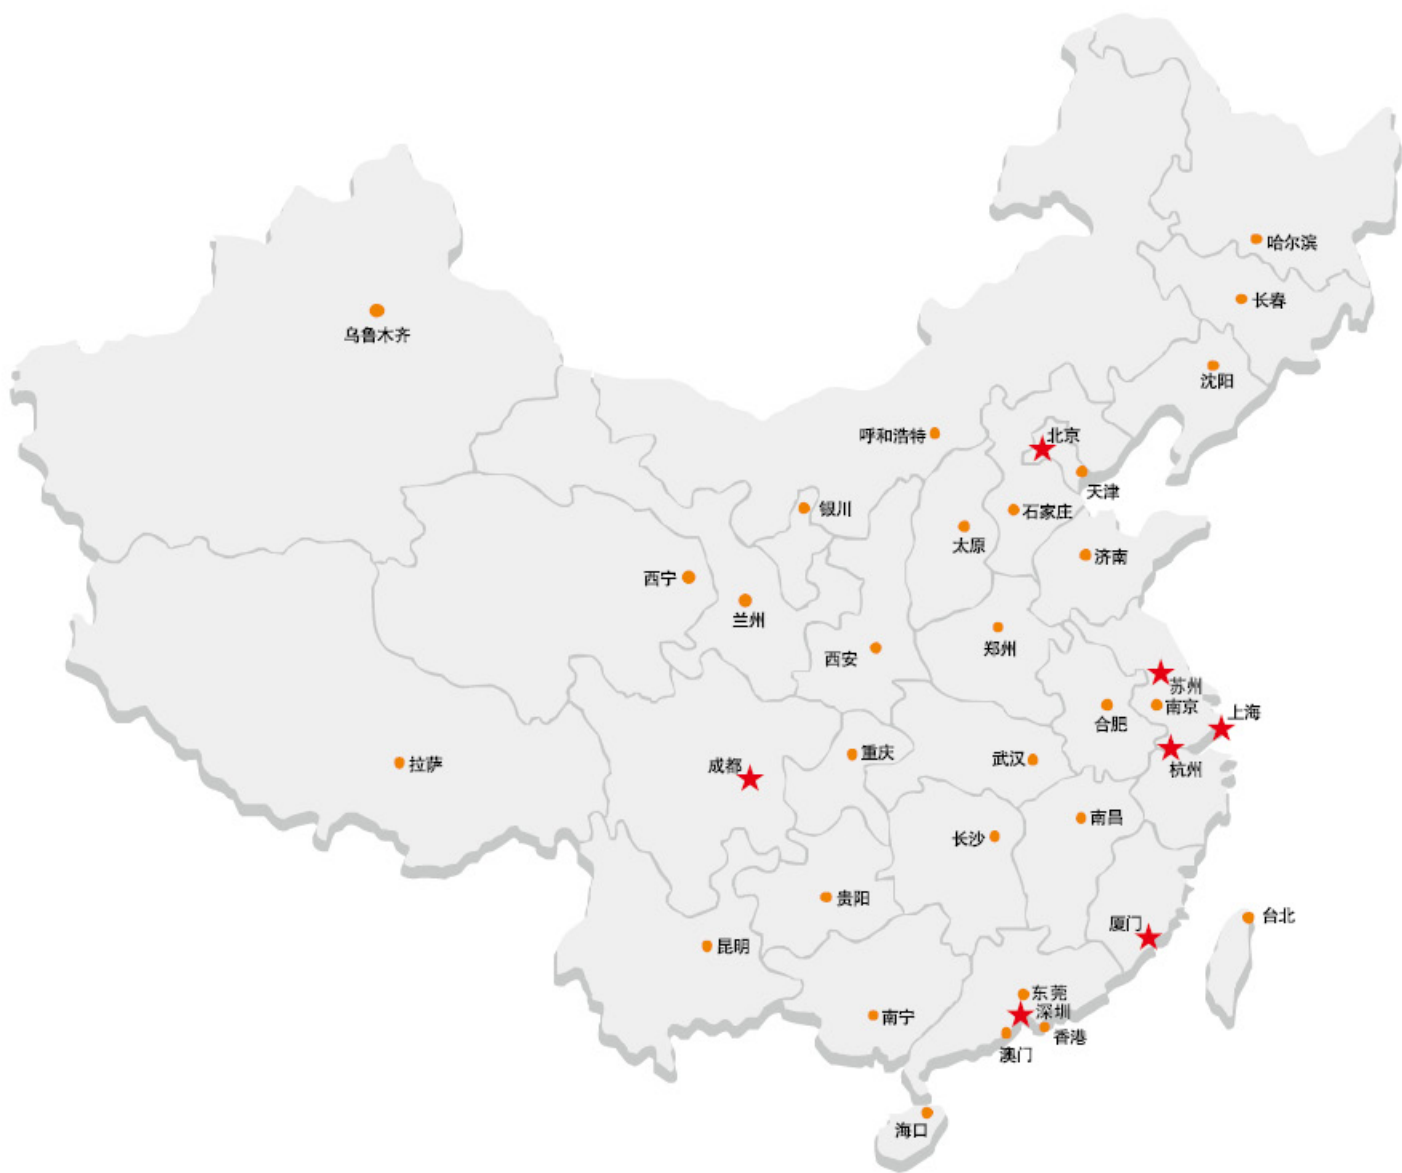 哈尔滨
长春
乌鲁木齐
沈阳
呼和浩特
北京
天津
银川
石家庄
太原
济南
西宁
兰州
郑州
西安
苏州
南京
上海
合肥
重庆
武汉
成都
拉萨
杭州
南昌
长沙
贵阳
台北
厦门
昆明
东莞
深圳
南宁
香港
澳门
海口